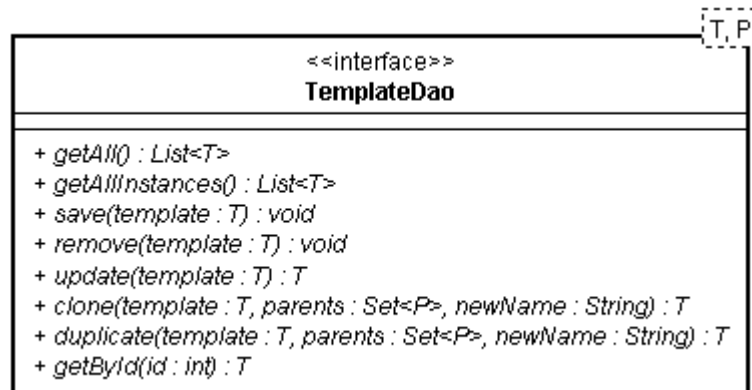 T, P
<<interface>>
TemplateDao
+ getAll() : List<T>
+ getAllInstances() : List<T>
+ save(template : T) : void
+ remove(template : T) : void
+ update(template : T) : T
+ clone(template : T, parents : Set<P>, newName : String) : T
+ duplicate(template : T, parents : Set<P>, newName : String) : T
+ getById(id : int) : T